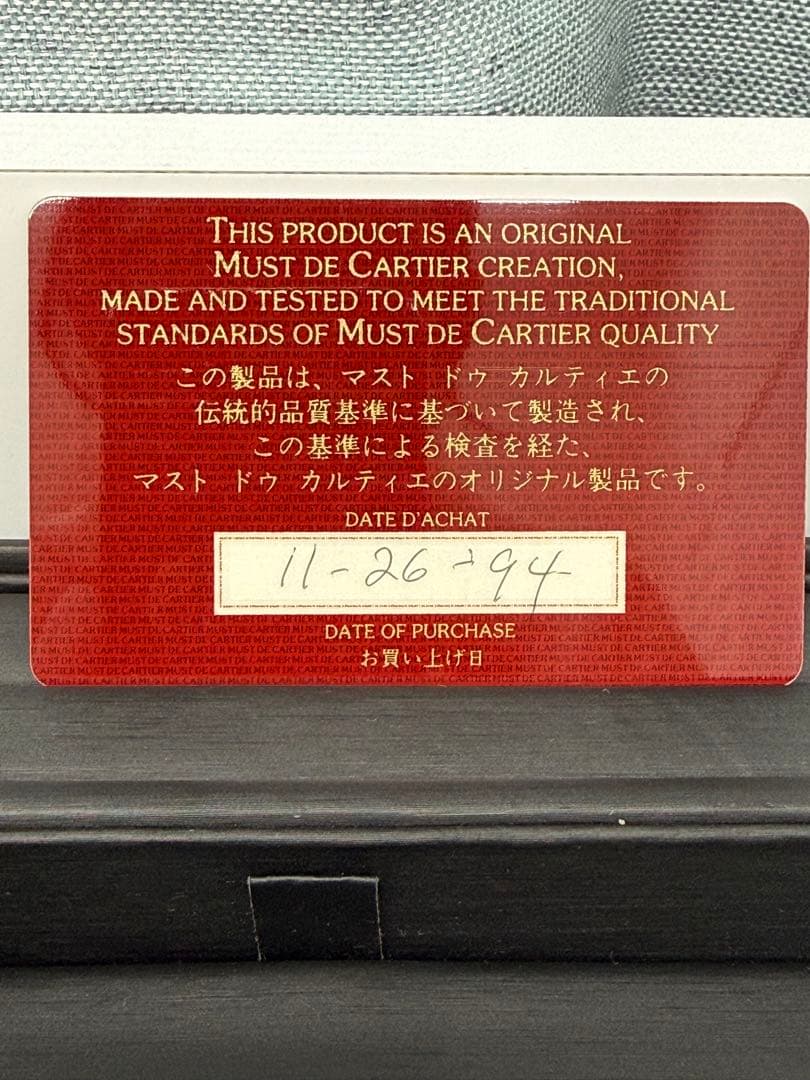 THIS PRODUCT IS AN ORIGINAL
MUST DE CARTIER CREATION,
MADE AND TESTED TO MEET THE TRADITIONAL
STANDARDS OF MUST DE CARTIER QUALITY
この製品は、マスト ドゥ カルティエの
伝統的品質基準に基づいて製造され、
この基準による検査を経た、
マスト ドゥ カルティエのオリジナル製品です。
DATE D'ACHAT
11-26-94
DATE OF PURCHASE
お買い上げ日